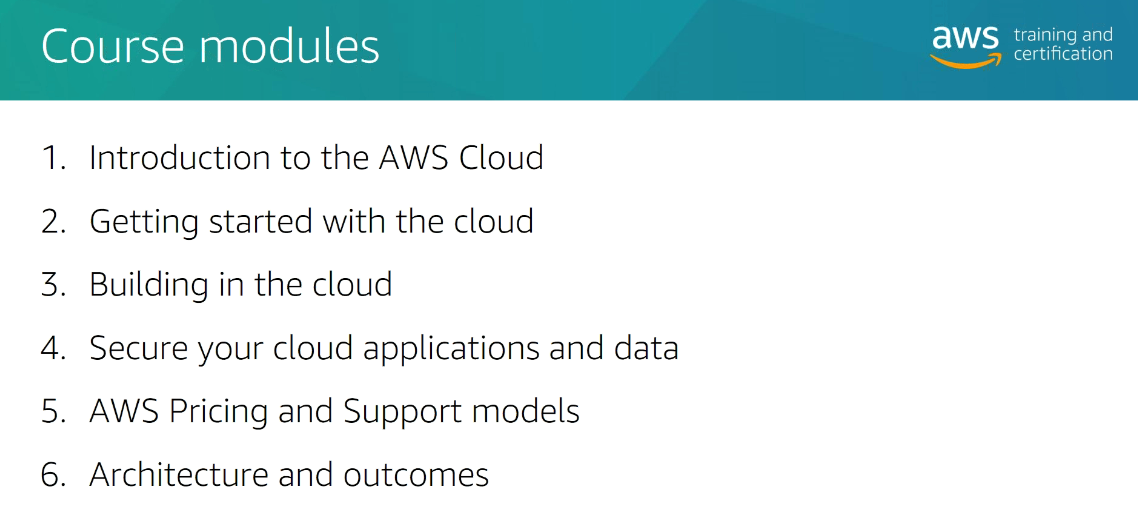 Course modules
aws training and
certification
1. Introduction to the AWS Cloud
2. Getting started with the cloud
3. Building in the cloud
4. Secure your cloud applications and data
5. AWS Pricing and Support models
6. Architecture and outcomes